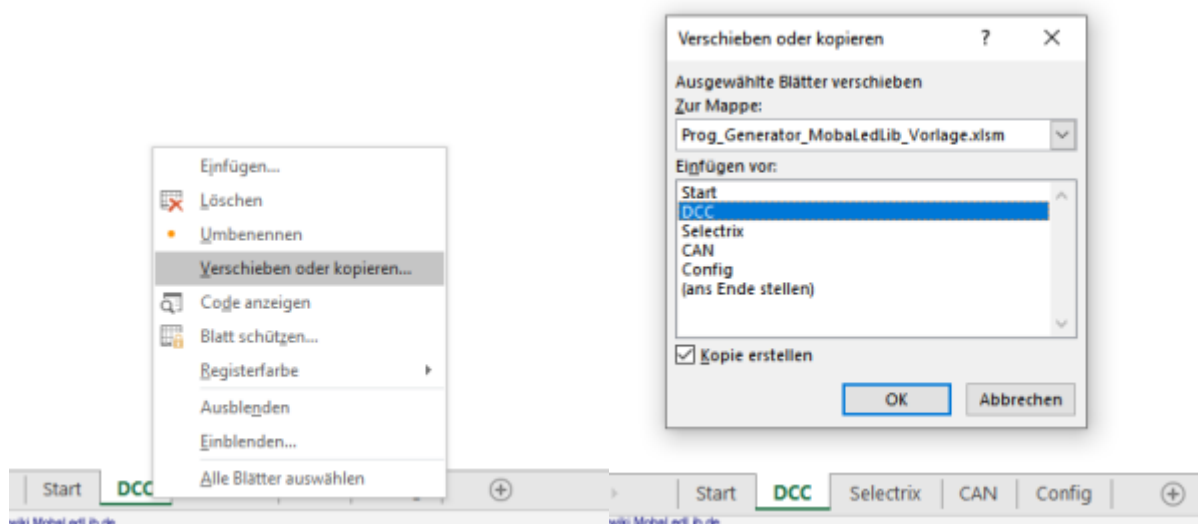 Einfügen...
Löschen
Umbenennen
Verschieben oder kopieren...
Code anzeigen
Blatt schützen...
Registerfarbe
Ausblenden
Einblenden...
Alle Blätter auswählen
Start DCC
Verschieben oder kopieren ? ×
Ausgewählte Blätter verschieben
Zur Mappe:
Prog_Generator_MobaLedLib_Vorlage.xlsm
Einfügen vor:
Start
DCC
Selectrix
CAN
Config
(ans Ende stellen)
Kopie erstellen
OK Abbrechen
Start DCC Selectrix CAN Config